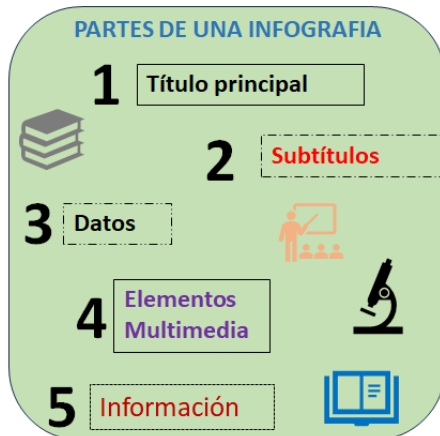 PARTES DE UNA INFOGRAFIA
1 Título principal
2 Subtítulos
3 Datos
4 Elementos
Multimedia
5 Información